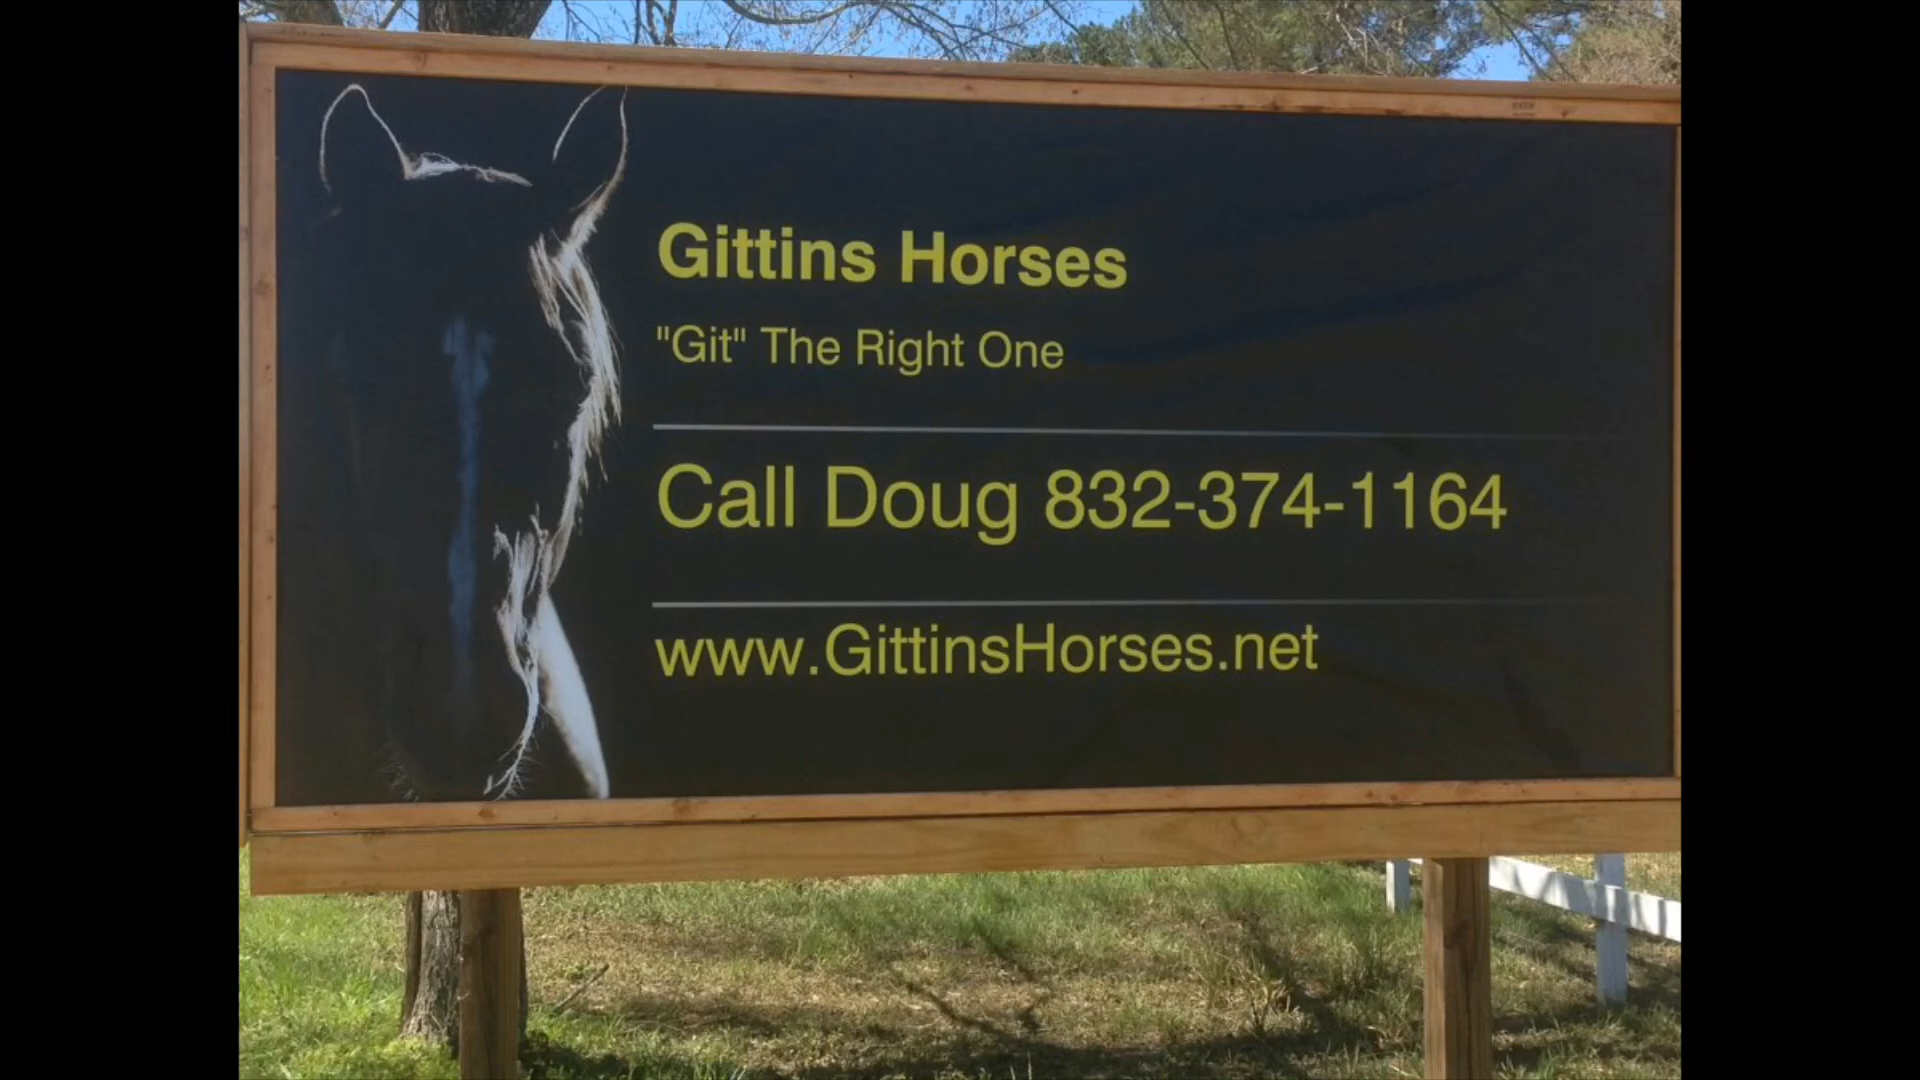 Gittins Horses
"Git" The Right One
Call Doug 832-374-1164
www.GittinsHorses.net